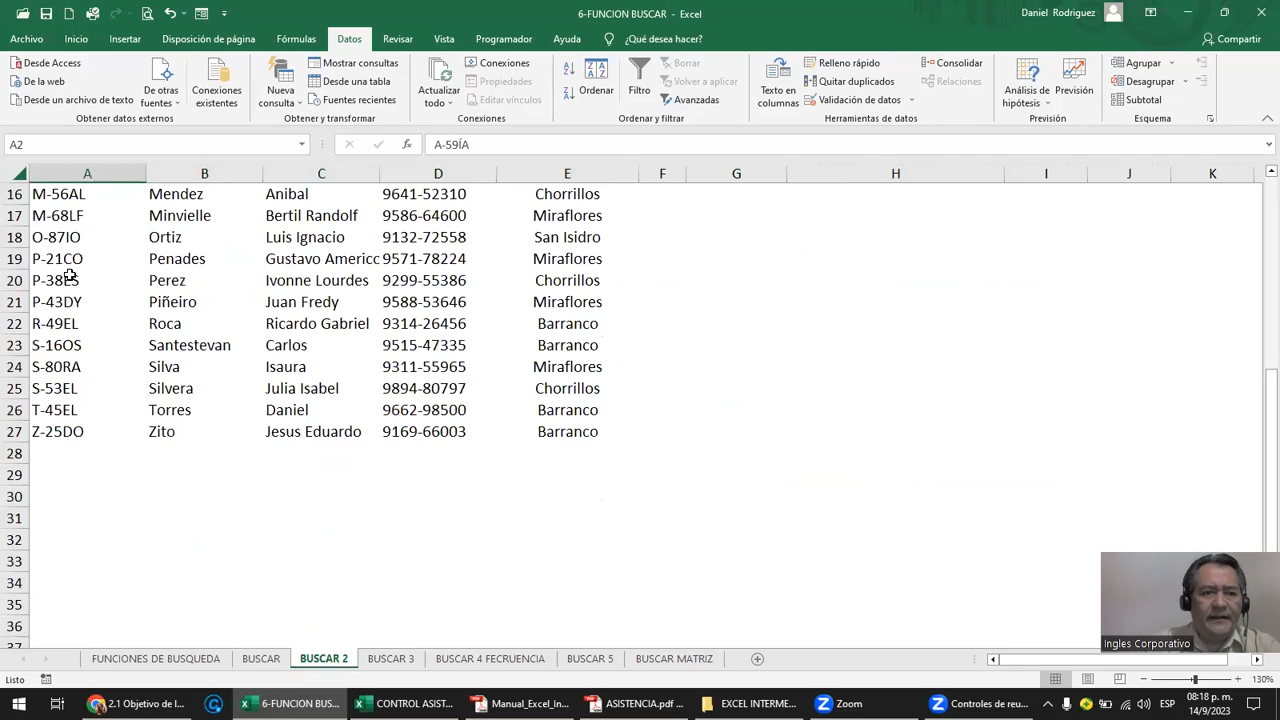 6-FUNCION BUSCAR - Excel
Daniel Rodriguez
Archivo Inicio Insertar Disposición de página Fórmulas Datos Revisar Vista Programador Ayuda ¿Qué desea hacer? Compartir
Desde Access
De la web
Desde un archivo de texto
De otras fuentes
Conexiones existentes
Obtener datos externos
Nueva consulta
Mostrar consultas
Desde una tabla
Fuentes recientes
Obtener y transformar
Actualizar todo
Conexiones
Propiedades
Editar vínculos
Conexiones
Ordenar
Filtro
Borrar
Volver a aplicar
Avanzadas
Ordenar y filtrar
Texto en columnas
Relleno rápido
Quitar duplicados
Validación de datos
Consolidar
Relaciones
Herramientas de datos
Análisis de hipótesis
Previsión
Previsión
Agrupar
Desagrupar
Subtotal
Esquema
A2 fx A-59ÍA
A B C D E F G H I J K
16 M-56AL Mendez Anibal 9641-52310 Chorrillos
17 M-68LF Minvielle Bertil Randolf 9586-64600 Miraflores
18 O-87IO Ortiz Luis Ignacio 9132-72558 San Isidro
19 P-21CO Penades Gustavo Americo 9571-78224 Miraflores
20 P-38ES Perez Ivonne Lourdes 9299-55386 Chorrillos
21 P-43DY Piñeiro Juan Fredy 9588-53646 Miraflores
22 R-49EL Roca Ricardo Gabriel 9314-26456 Barranco
23 S-16OS Santestevan Carlos 9515-47335 Barranco
24 S-80RA Silva Isaura 9311-55965 Miraflores
25 S-53EL Silvera Julia Isabel 9894-80797 Chorrillos
26 T-45EL Torres Daniel 9662-98500 Barranco
27 Z-25DO Zito Jesus Eduardo 9169-66003 Barranco
28
29
30
31
32
33
34
35
36
37
Ingles Corporativo
FUNCIONES DE BUSQUEDA BUSCAR BUSCAR 2 BUSCAR 3 BUSCAR 4 FECRUENCIA BUSCAR 5 BUSCAR MATRIZ
Listo 130%
2.1 Objetivo de l... 6-FUNCION BUS... CONTROL ASIST... Manual_Excel_In... ASISTENCIA.pdf ... EXCEL INTERME... Zoom Controles de reu... ESP 08:18 p. m.
14/9/2023